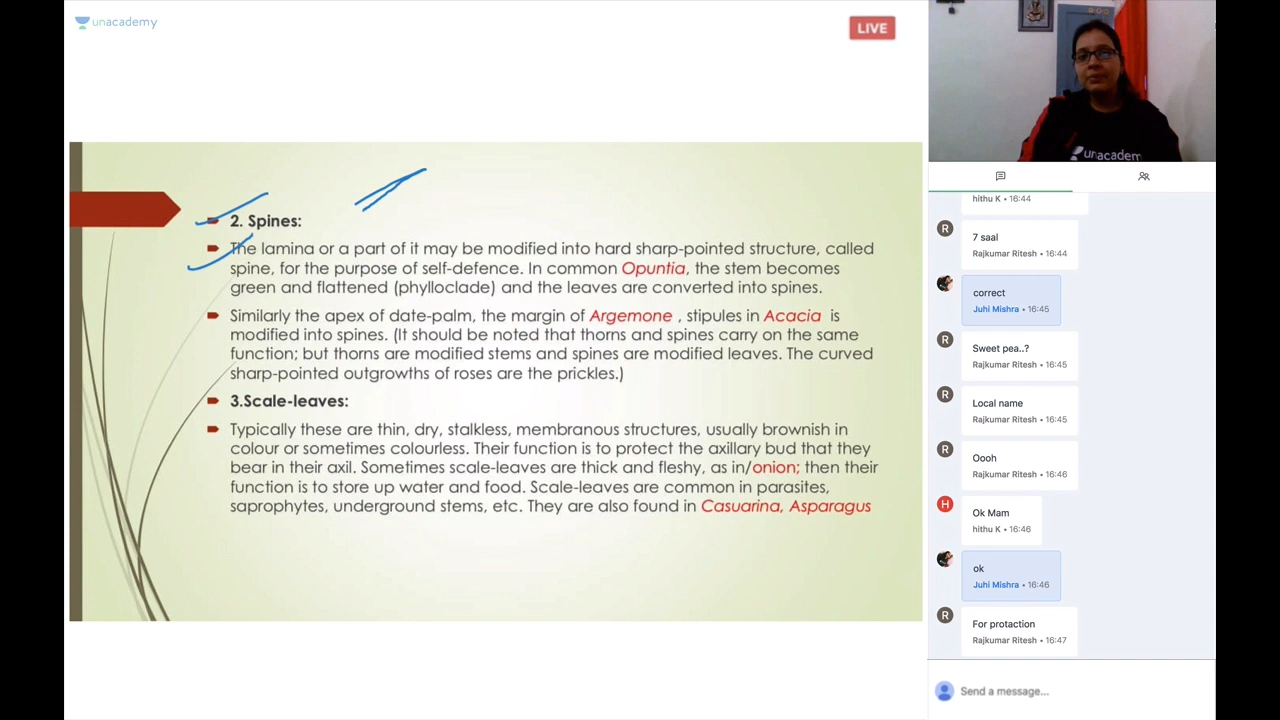 unacademy
LIVE
2. Spines:
The lamina or a part of it may be modified into hard sharp-pointed structure, called
spine, for the purpose of self-defence. In common Opuntia, the stem becomes
green and flattened (phylloclade) and the leaves are converted into spines.
Similarly the apex of date-palm, the margin of Argemone , stipules in Acacia is
modified into spines. (It should be noted that thorns and spines carry on the same
function; but thorns are modified stems and spines are modified leaves. The curved
sharp-pointed outgrowths of roses are the prickles.)
3.Scale-leaves:
Typically these are thin, dry, stalkless, membranous structures, usually brownish in
colour or sometimes colourless. Their function is to protect the axillary bud that they
bear in their axil. Sometimes scale-leaves are thick and fleshy, as in/onion; then their
function is to store up water and food. Scale-leaves are common in parasites,
saprophytes, underground stems, etc. They are also found in Casuarina, Asparagus
unacademy
hithu K • 16:44
R
7 saal
Rajkumar Ritesh • 16:44
correct
Juhi Mishra • 16:45
R
Sweet pea..?
Rajkumar Ritesh • 16:45
R
Local name
Rajkumar Ritesh • 16:45
R
Oooh
Rajkumar Ritesh • 16:46
H
Ok Mam
hithu K • 16:46
ok
Juhi Mishra • 16:46
R
For protaction
Rajkumar Ritesh • 16:47
Send a message...